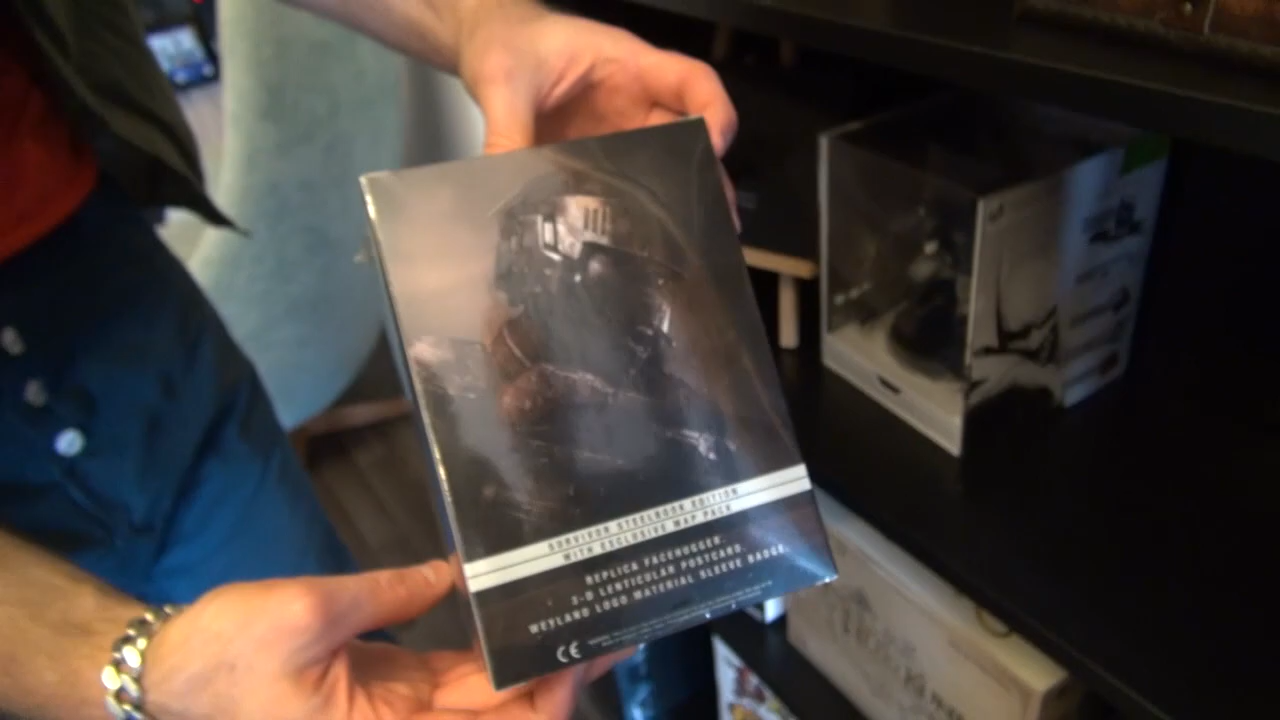 SURVIVOR STEELBOOK EDITION
WITH EXCLUSIVE MAP PACK
REPLICA FACEHUGGER.
3-D LENTICULAR POSTCARD.
WEYLAND LOGO MATERIAL SLEEVE BADGE.
CE